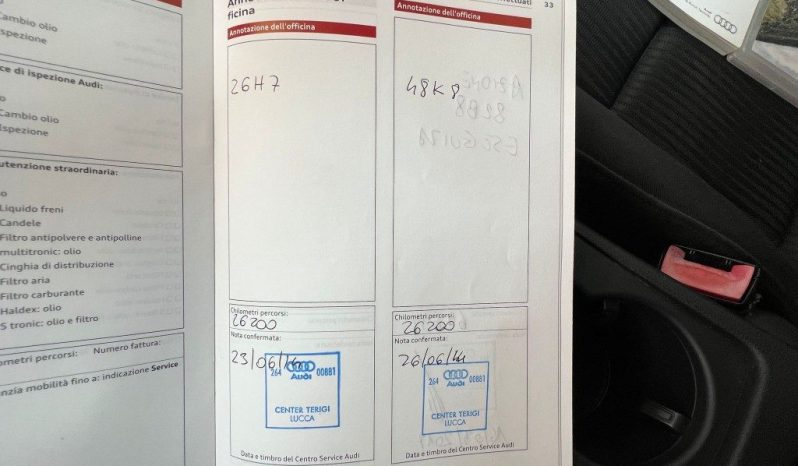 Cambio olio
Ispezione
ce di ispezione Audi:
Cambio olio
Ispezione
utenzione straordinaria:
Liquido freni
Candele
Filtro antipolvere e antipolline
multitronic: olio
Cinghia di distribuzione
Filtro aria
Filtro carburante
Haldex: olio
S tronic: olio e filtro
ometri percorsi: Numero fattura:
nzia mobilità fino a: indicazione Service
ficina
Annotazione dell'officina
26H7
Chilometri percorsi:
26200
Nota confermata:
23/06/14
264 Audi 00881
CENTER TERIGI
LUCCA
Data e timbro del Centro Service Audi
33
Annotazione dell'officina
48K8
Chilometri percorsi:
26200
Nota confermata:
26/06/14
264 Audi 00881
CENTER TERIGI
LUCCA
Data e timbro del Centro Service Audi
Audi